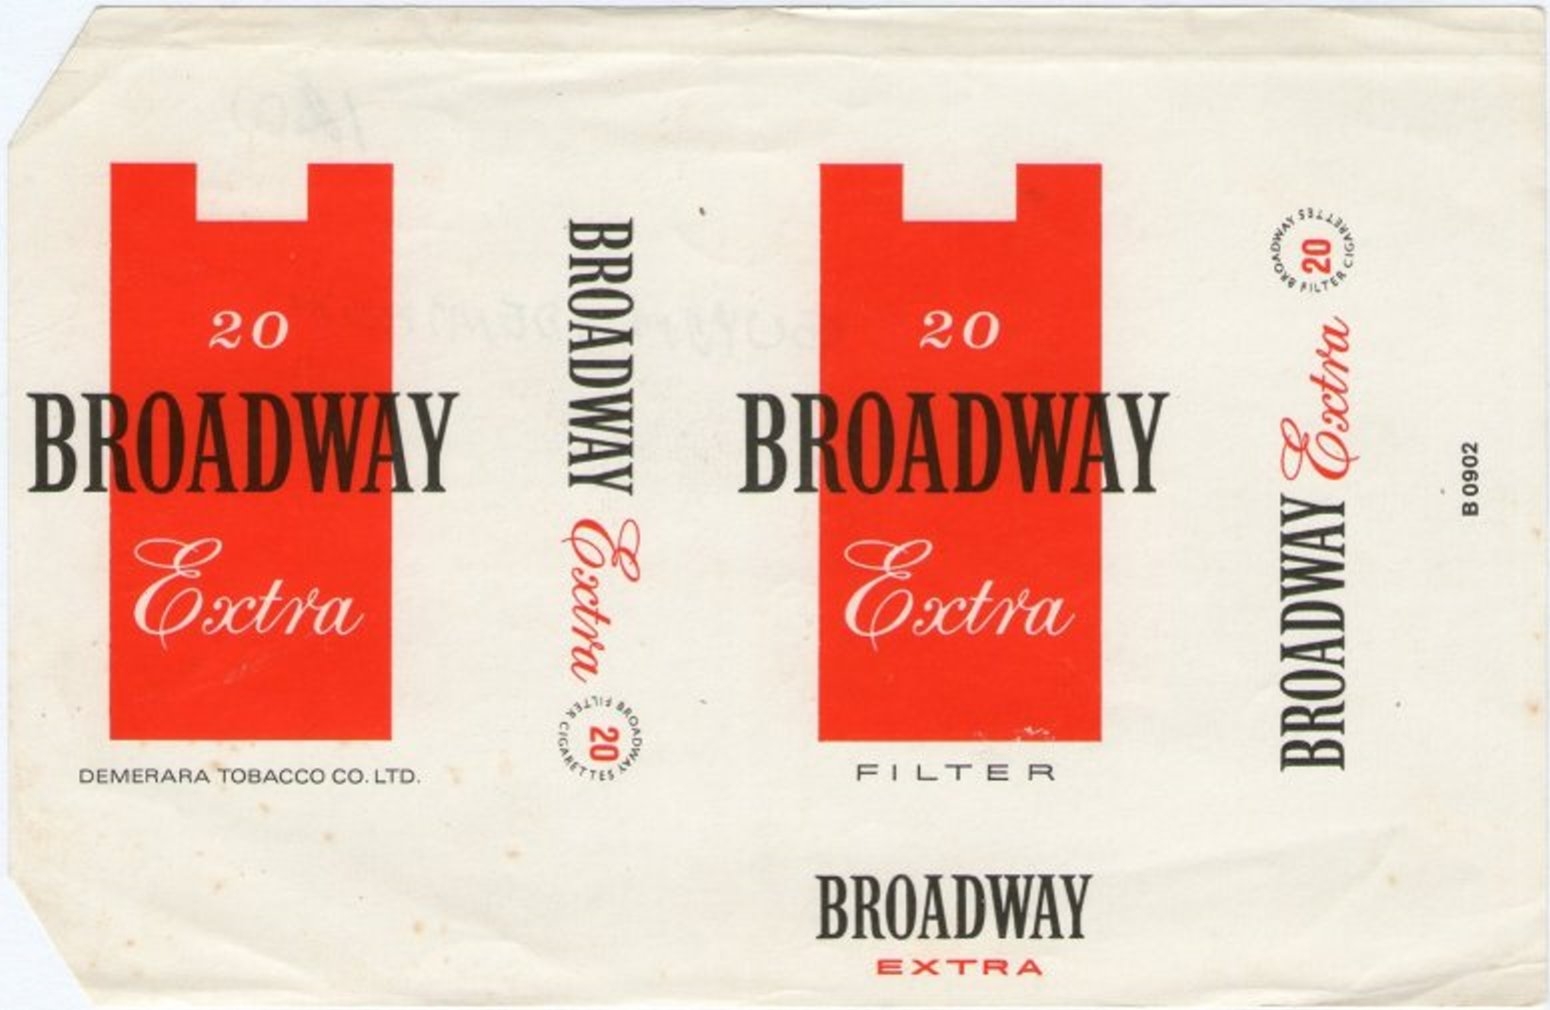 20
BROADWAY
Extra
DEMERARA TOBACCO CO. LTD.
BROADWAY Extra
20
BROADWAY FILTER CIGARETTES
20
BROADWAY
Extra
FILTER
BROADWAY
EXTRA
BROADWAY Extra
20
BROADWAY FILTER CIGARETTES
B0902